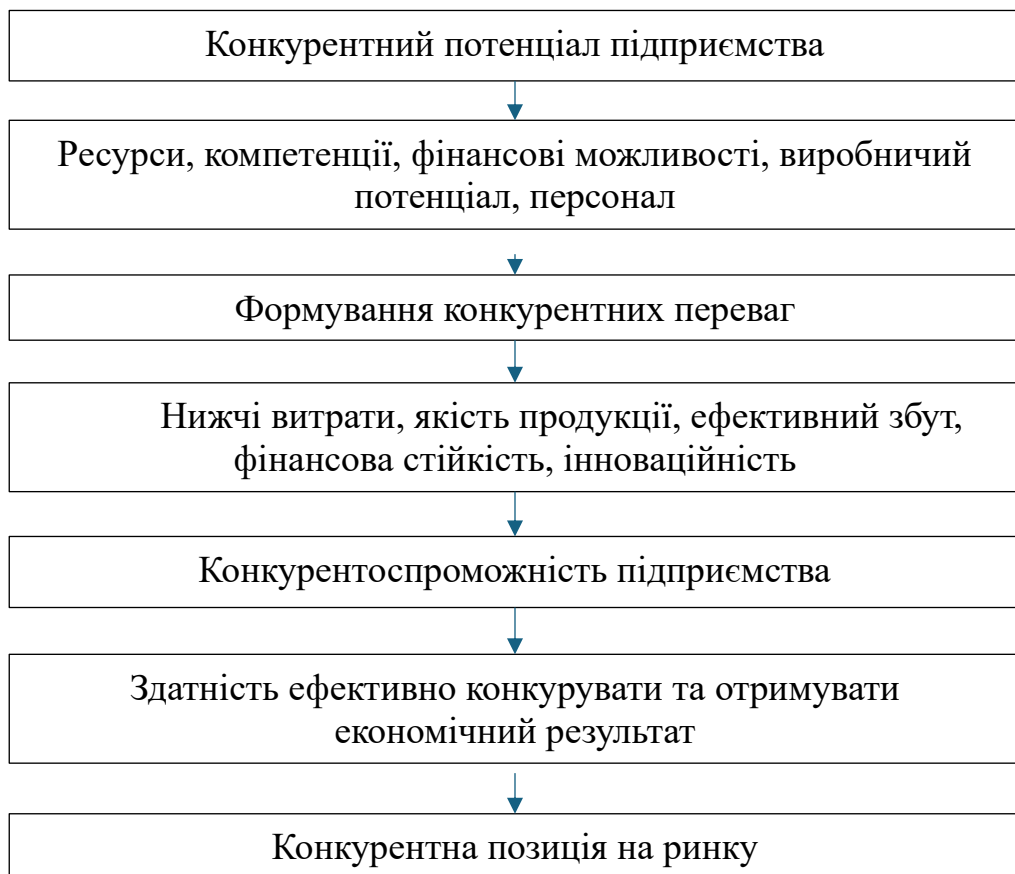 Конкурентний потенціал підприємства
Ресурси, компетенції, фінансові можливості, виробничий
потенціал, персонал
Формування конкурентних переваг
Нижчі витрати, якість продукції, ефективний збут,
фінансова стійкість, інноваційність
Конкурентоспроможність підприємства
Здатність ефективно конкурувати та отримувати
економічний результат
Конкурентна позиція на ринку